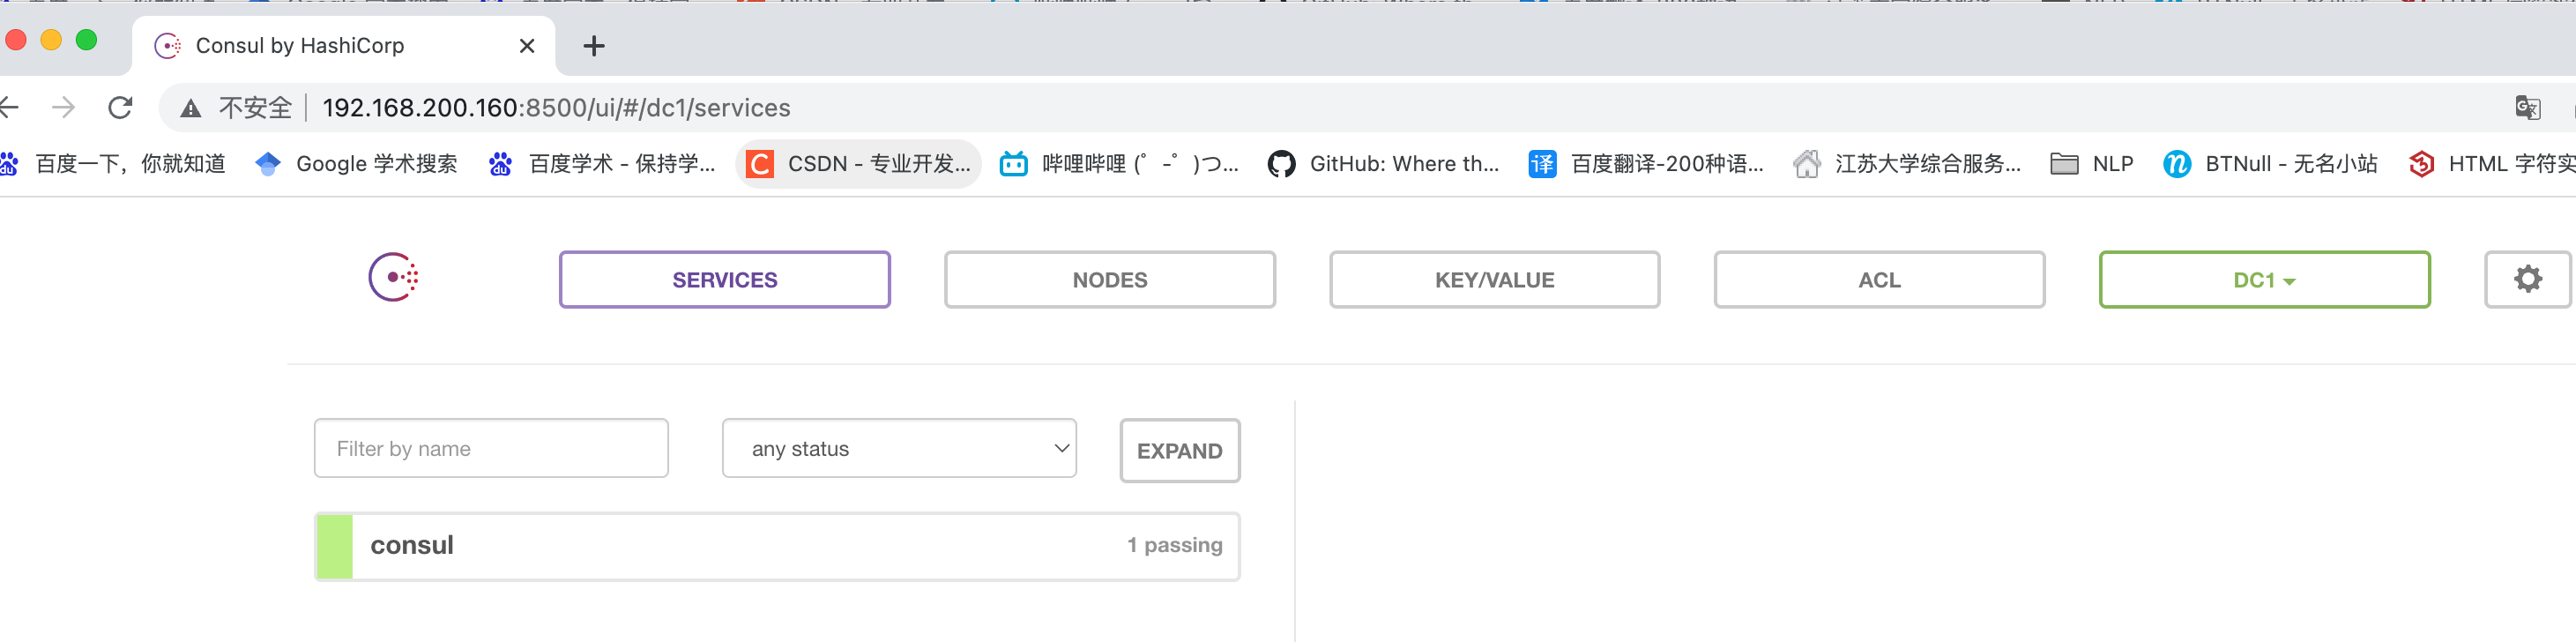 Consul by HashiCorp
不安全 192.168.200.160:8500/ui/#/dc1/services
百度一下，你就知道 Google 学术搜索 百度学术 - 保持学... CSDN - 专业开发... 哔哩哔哩 (゜-゜)つ... GitHub: Where th... 百度翻译-200种语... 江苏大学综合服务... NLP BTNull - 无名小站 HTML 字符实
SERVICES NODES KEY/VALUE ACL DC1
Filter by name any status EXPAND
consul 1 passing